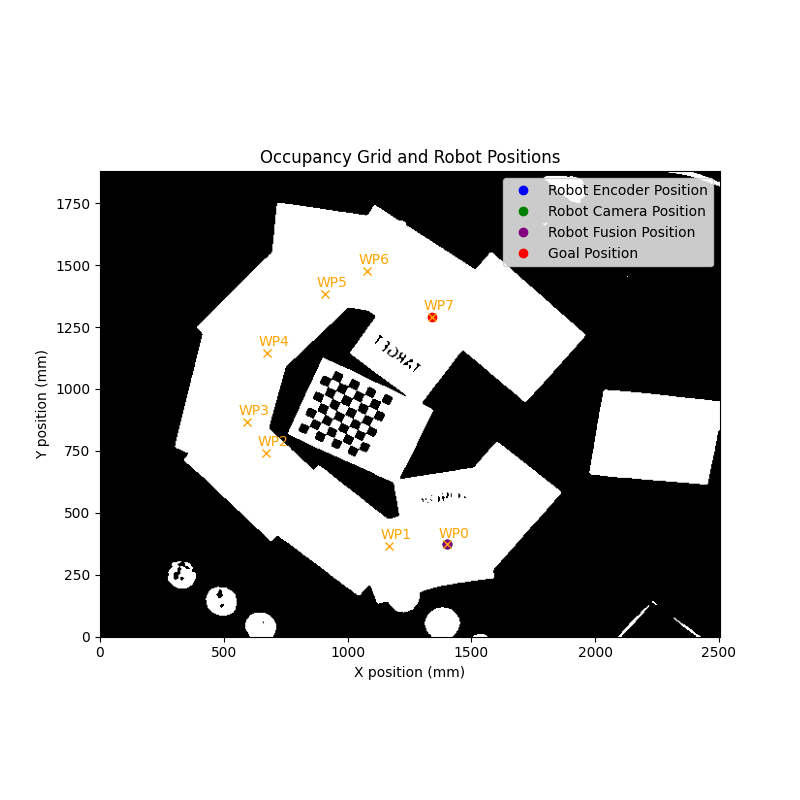 Occupancy Grid and Robot Positions
Robot Encoder Position
Robot Camera Position
Robot Fusion Position
Goal Position
WP6
WP5
WP7
WP4
TARGET
WP3
WP2
WP1
WP0
Y position (mm)
1750
1500
1250
1000
750
500
250
0
0 500 1000 1500 2000 2500
X position (mm)